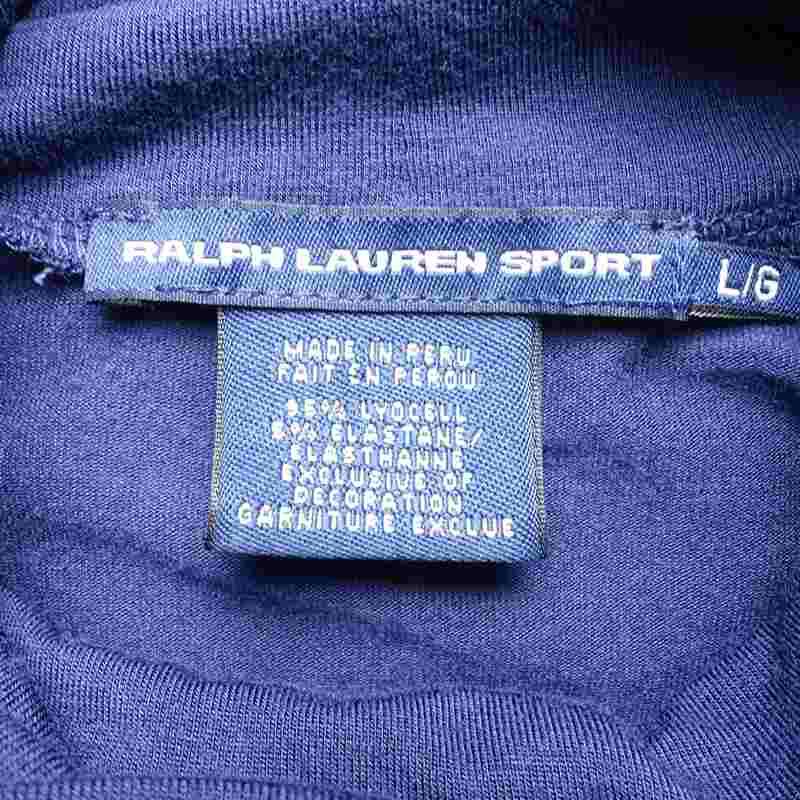 RALPH LAUREN SPORT
L/G
MADE IN PERU
FAIT EN PEROU
95% LYOCELL
5% ELASTANE/
ELASTHANNE
EXCLUSIVE OF
DECORATION
GARNITURE EXCLUE